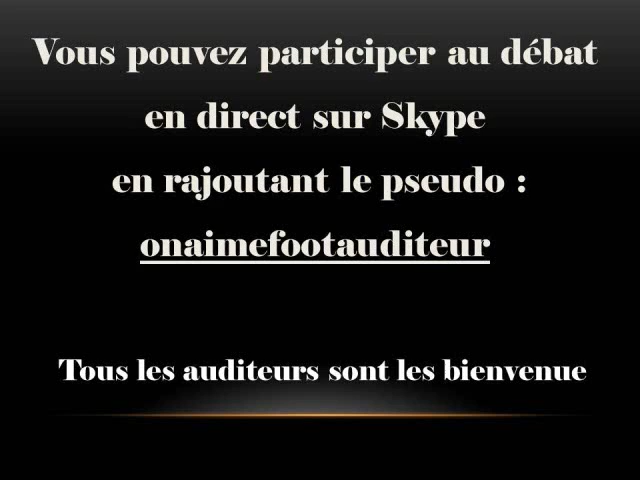 Vous pouvez participer au débat
en direct sur Skype
en rajoutant le pseudo :
onaimefootauditeur
Tous les auditeurs sont les bienvenue